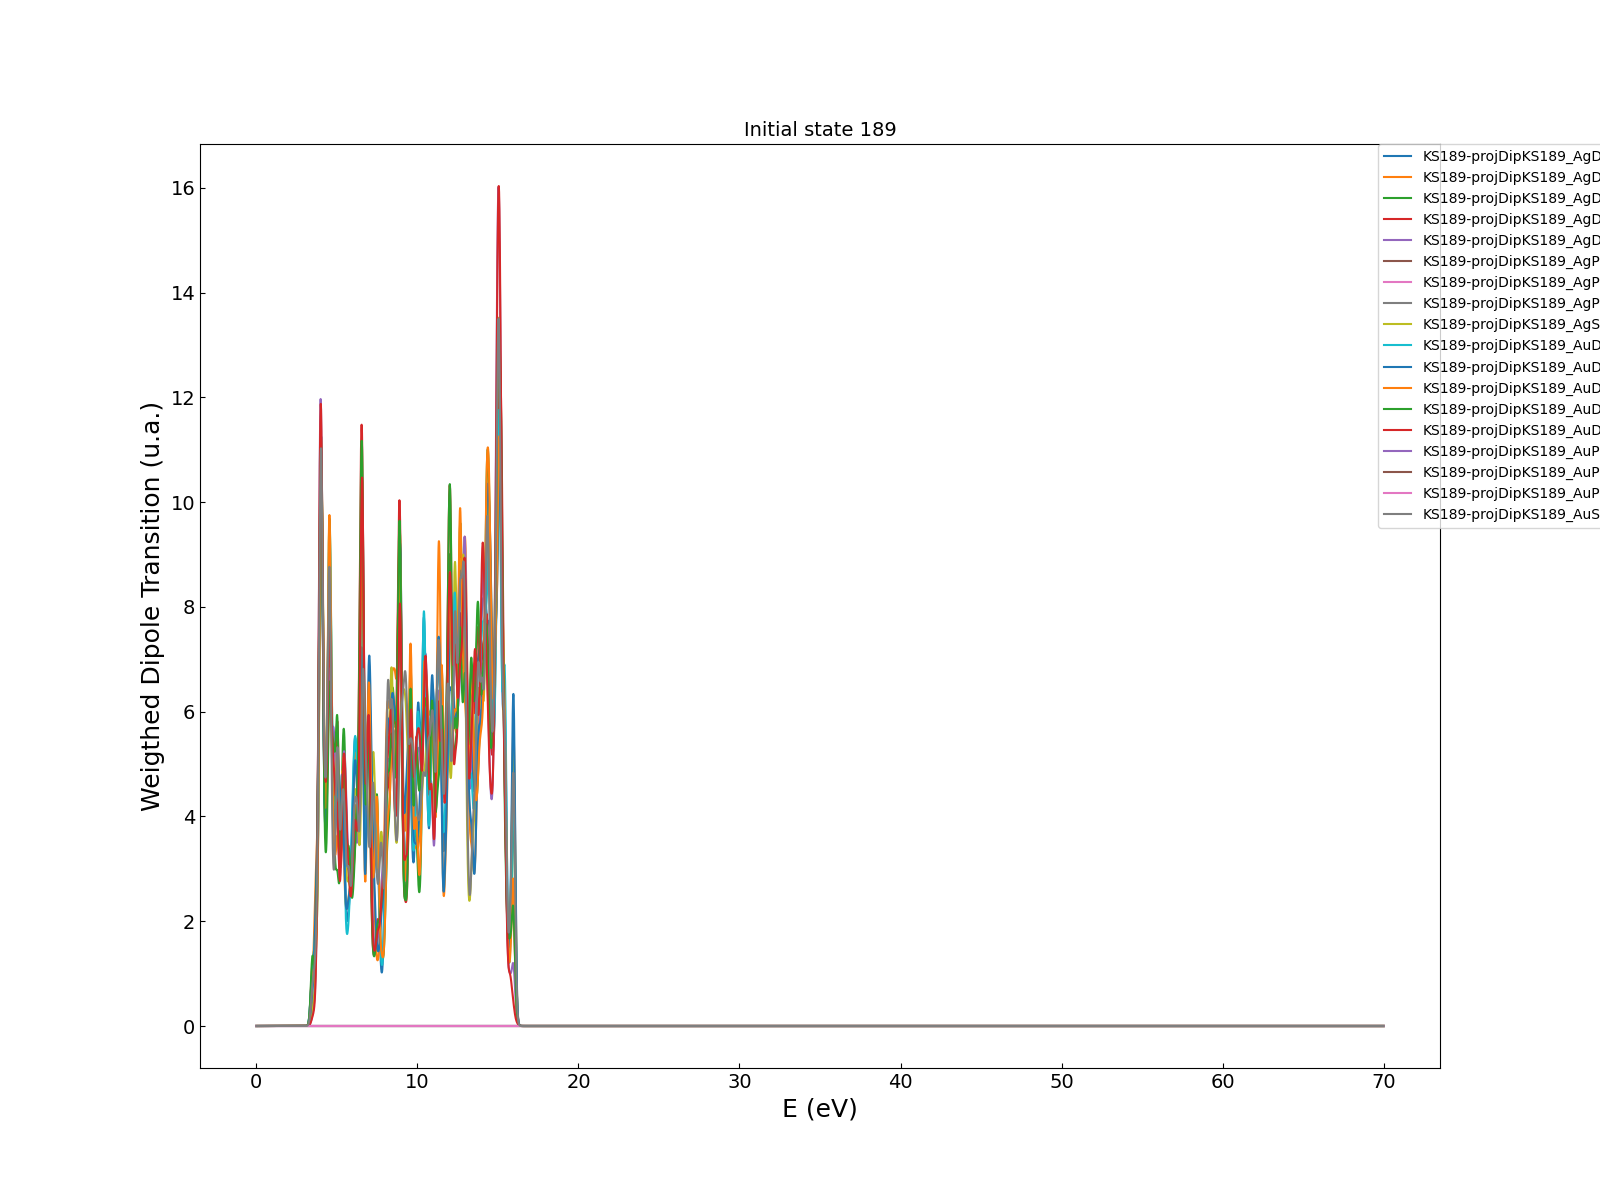 Initial state 189
Weigthed Dipole Transition (u.a.)
16
14
12
10
8
6
4
2
0
0 10 20 30 40 50 60 70
E (eV)
KS189-projDipKS189_AgD
KS189-projDipKS189_AgD
KS189-projDipKS189_AgD
KS189-projDipKS189_AgD
KS189-projDipKS189_AgD
KS189-projDipKS189_AgP
KS189-projDipKS189_AgP
KS189-projDipKS189_AgP
KS189-projDipKS189_AgS
KS189-projDipKS189_AuD
KS189-projDipKS189_AuD
KS189-projDipKS189_AuD
KS189-projDipKS189_AuD
KS189-projDipKS189_AuD
KS189-projDipKS189_AuP
KS189-projDipKS189_AuP
KS189-projDipKS189_AuP
KS189-projDipKS189_AuS